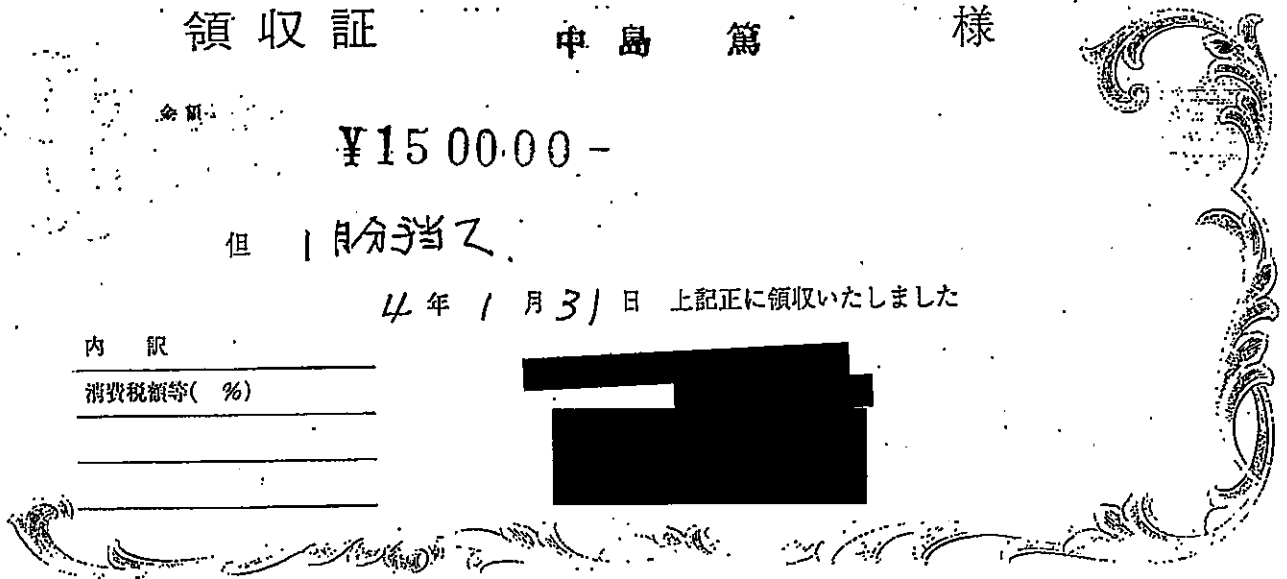 領収証 中島 篤 様
金額
¥150000-
但 1月分手当て
4年1月31日 上記正に領収いたしました
内 訳
消費税額等( %)